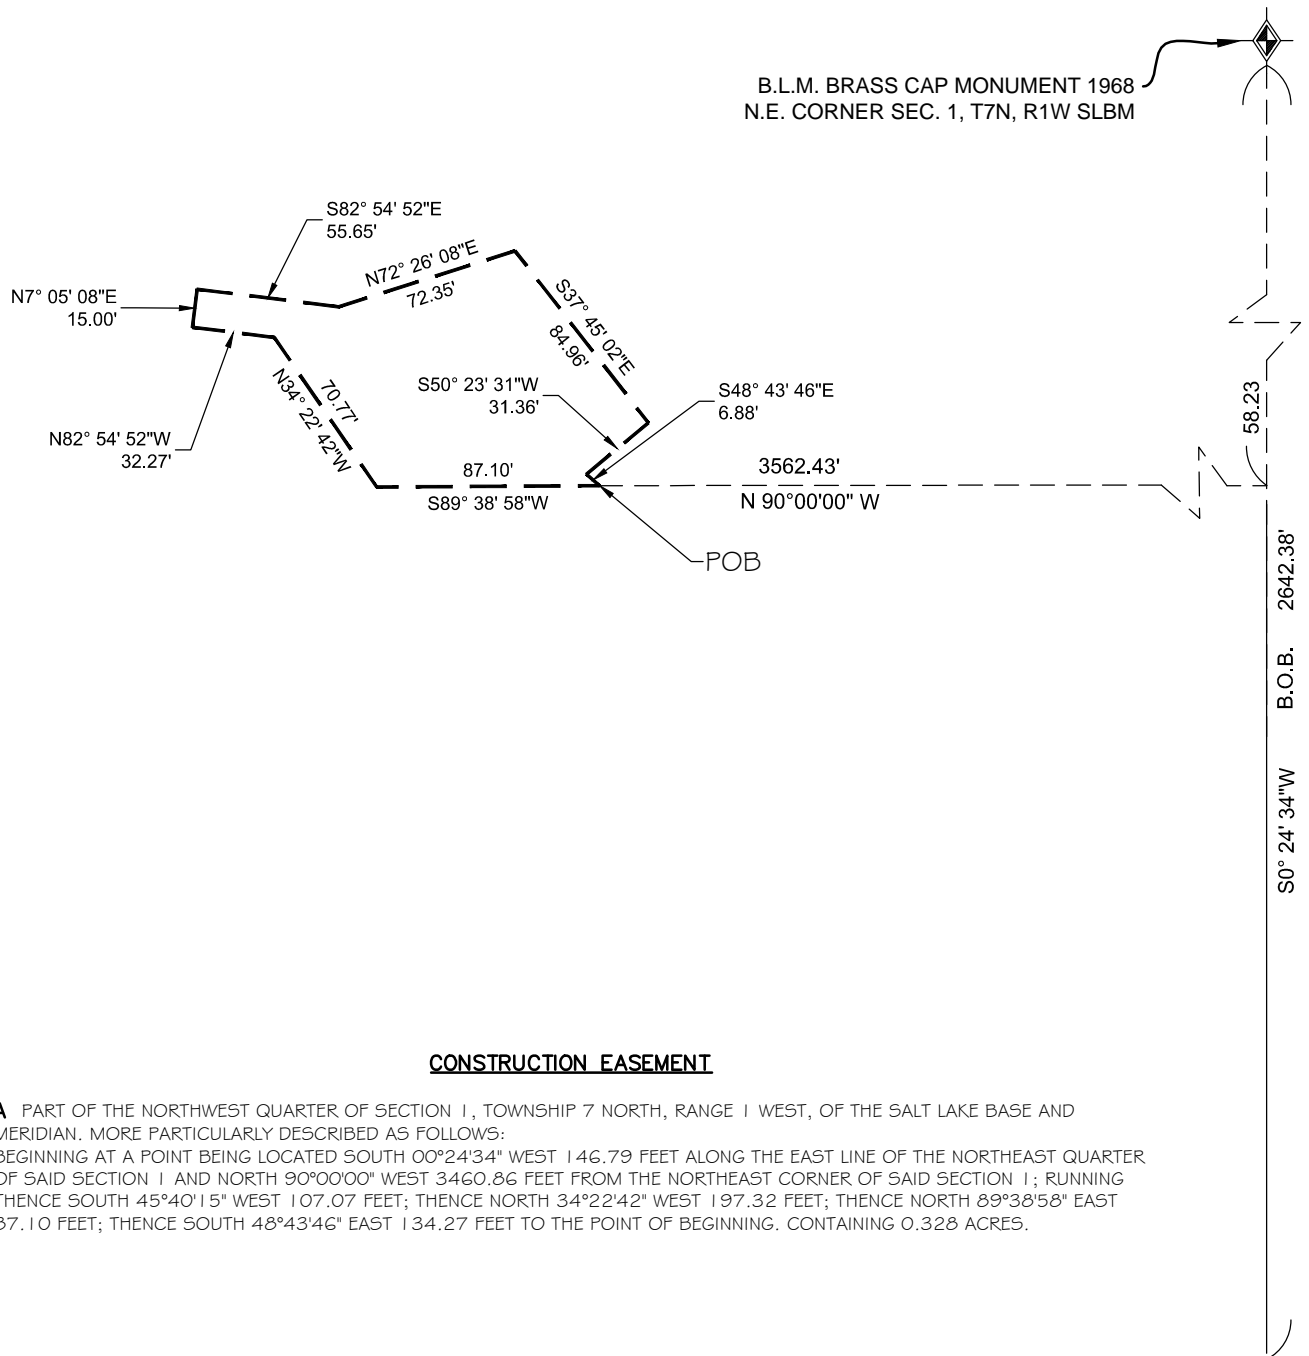 B.L.M. BRASS CAP MONUMENT 1968
N.E. CORNER SEC. 1, T7N, R1W SLBM
S82° 54' 52"E
55.65'
N72° 26' 08"E
72.35'
N7° 05' 08"E
15.00'
S37° 45' 02"E
84.96'
S50° 23' 31"W
31.36'
S48° 43' 46"E
6.88'
70.77'
N34° 22' 42"W
N82° 54' 52"W
32.27'
87.10'
S89° 38' 58"W
3562.43'
N 90°00'00" W
58.23
POB
2642.38'
B.O.B.
S0° 24' 34"W
CONSTRUCTION EASEMENT
A PART OF THE NORTHWEST QUARTER OF SECTION 1, TOWNSHIP 7 NORTH, RANGE 1 WEST, OF THE SALT LAKE BASE AND
MERIDIAN. MORE PARTICULARLY DESCRIBED AS FOLLOWS:
BEGINNING AT A POINT BEING LOCATED SOUTH 00°24'34" WEST 146.79 FEET ALONG THE EAST LINE OF THE NORTHEAST QUARTER
OF SAID SECTION 1 AND NORTH 90°00'00" WEST 3460.86 FEET FROM THE NORTHEAST CORNER OF SAID SECTION 1; RUNNING
THENCE SOUTH 45°40'15" WEST 107.07 FEET; THENCE NORTH 34°22'42" WEST 197.32 FEET; THENCE NORTH 89°38'58" EAST
87.10 FEET; THENCE SOUTH 48°43'46" EAST 134.27 FEET TO THE POINT OF BEGINNING. CONTAINING 0.328 ACRES.